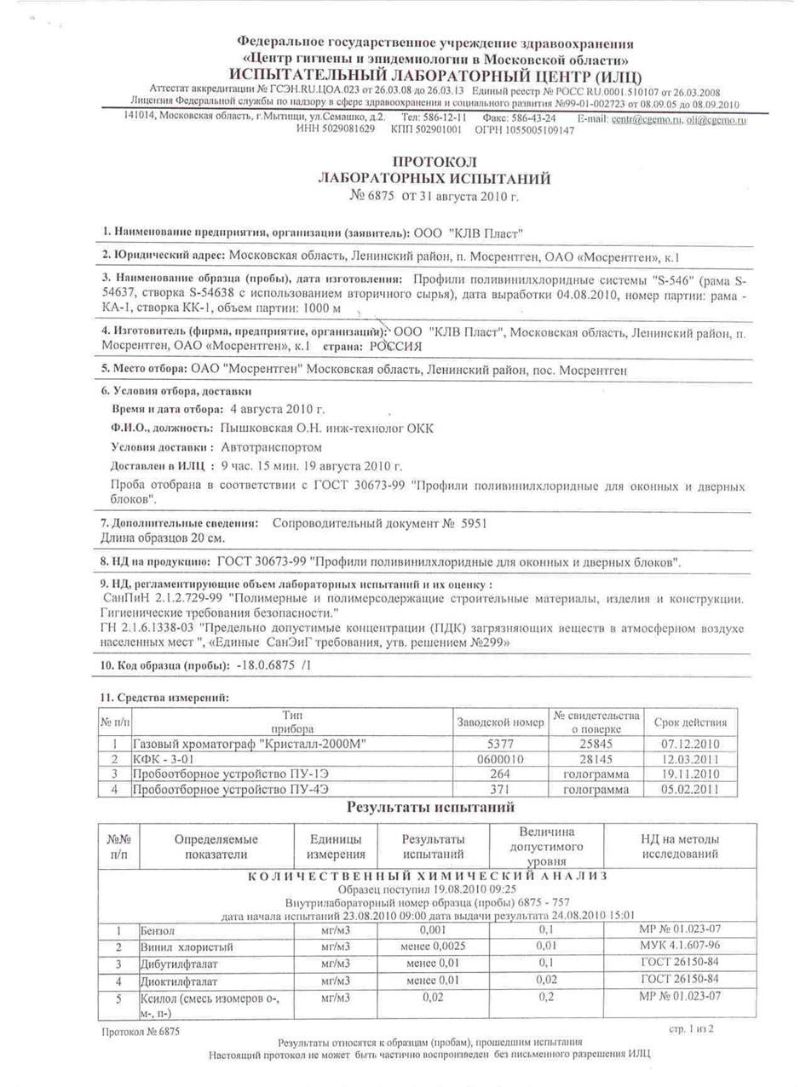 Федеральное государственное учреждение здравоохранения
«Центр гигиены и эпидемиологии в Московской области»
ИСПЫТАТЕЛЬНЫЙ ЛАБОРАТОРНЫЙ ЦЕНТР (ИЛЦ)
Аттестат аккредитации № ГСЭН.RU.ЦОА.023 от 26.03.08 до 26.03.13 Единый реестр № РОСС RU.0001.510107 от 26.03.2008
Лицензия Федеральной службы по надзору в сфере здравоохранения и социального развития №99-01-002723 от 08.09.05 до 08.09.2010
141014, Московская область, г.Мытищи, ул.Семашко, д.2. Тел: 586-12-11 Факс: 586-43-24 E-mail: centr@cgemo.ru, oli@cgemo.ru
ИНН 5029081629 КПП 502901001 ОГРН 1055005109147
ПРОТОКОЛ
ЛАБОРАТОРНЫХ ИСПЫТАНИЙ
№ 6875 от 31 августа 2010 г.
1. Наименование предприятия, организации (заявитель): ООО "КЛВ Пласт"
2. Юридический адрес: Московская область, Ленинский район, п. Мосрентген, ОАО «Мосрентген», к.1
3. Наименование образца (пробы), дата изготовления: Профили поливинилхлоридные системы "S-546" (рама S-
54637, створка S-54638 с использованием вторичного сырья), дата выработки 04.08.2010, номер партии: рама -
КА-1, створка КК-1, объем партии: 1000 м
4. Изготовитель (фирма, предприятие, организация): ООО "КЛВ Пласт", Московская область, Ленинский район, п.
Мосрентген, ОАО «Мосрентген», к.1 страна: РОССИЯ
5. Место отбора: ОАО "Мосрентген" Московская область, Ленинский район, пос. Мосрентген
6. Условия отбора, доставки
Время и дата отбора: 4 августа 2010 г.
Ф.И.О., должность: Пышковская О.Н. инж-технолог ОКК
Условия доставки : Автотранспортом
Доставлен в ИЛЦ : 9 час. 15 мин. 19 августа 2010 г.
Проба отобрана в соответствии с ГОСТ 30673-99 "Профили поливинилхлоридные для оконных и дверных
блоков".
7. Дополнительные сведения: Сопроводительный документ № 5951
Длина образцов 20 см.
8. НД на продукцию: ГОСТ 30673-99 "Профили поливинилхлоридные для оконных и дверных блоков".
9. НД, регламентирующие объем лабораторных испытаний и их оценку :
СанПиН 2.1.2.729-99 "Полимерные и полимерсодержащие строительные материалы, изделия и конструкции.
Гигиенические требования безопасности."
ГН 2.1.6.1338-03 "Предельно допустимые концентрации (ПДК) загрязняющих веществ в атмосферном воздухе
населенных мест ", «Единые СанЭиГ требования, утв. решением №299»
10. Код образца (пробы): -18.0.6875 /1
11. Средства измерений:
№ п/п Тип прибора Заводской номер № свидетельства о поверке Срок действия
1 Газовый хроматограф "Кристалл-2000М" 5377 25845 07.12.2010
2 КФК - 3-01 0600010 28145 12.03.2011
3 Пробоотборное устройство ПУ-1Э 264 голограмма 19.11.2010
4 Пробоотборное устройство ПУ-4Э 371 голограмма 05.02.2011
Результаты испытаний
№№ п/п Определяемые показатели Единицы измерения Результаты испытаний Величина допустимого уровня НД на методы исследований
КОЛИЧЕСТВЕННЫЙ ХИМИЧЕСКИЙ АНАЛИЗ
Образец поступил 19.08.2010 09:25
Внутрилабораторный номер образца (пробы) 6875 - 757
дата начала испытаний 23.08.2010 09:00 дата выдачи результата 24.08.2010 15:01
1 Бензол мг/м3 0,001 0,1 МР № 01.023-07
2 Винил хлористый мг/м3 менее 0,0025 0,01 МУК 4.1.607-96
3 Дибутилфталат мг/м3 менее 0,01 0,1 ГОСТ 26150-84
4 Диоктилфталат мг/м3 менее 0,01 0,02 ГОСТ 26150-84
5 Ксилол (смесь изомеров о-, мг/м3 0,02 0,2 МР № 01.023-07
м-, п-)
Протокол № 6875 стр. 1 из 2
Результаты относятся к образцам (пробам), прошедшим испытания
Настоящий протокол не может быть частично воспроизведен без письменного разрешения ИЛЦ